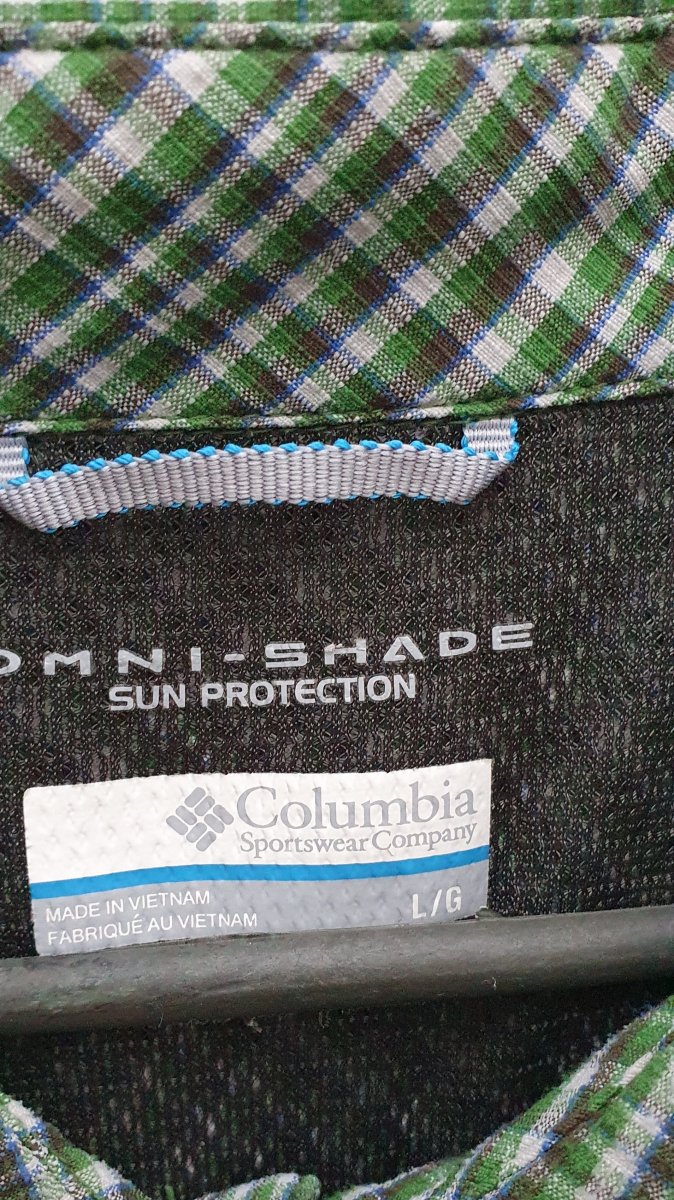 OMNI-SHADE
SUN PROTECTION
Columbia
Sportswear Company
MADE IN VIETNAM
FABRIQUÉ AU VIETNAM
L/G